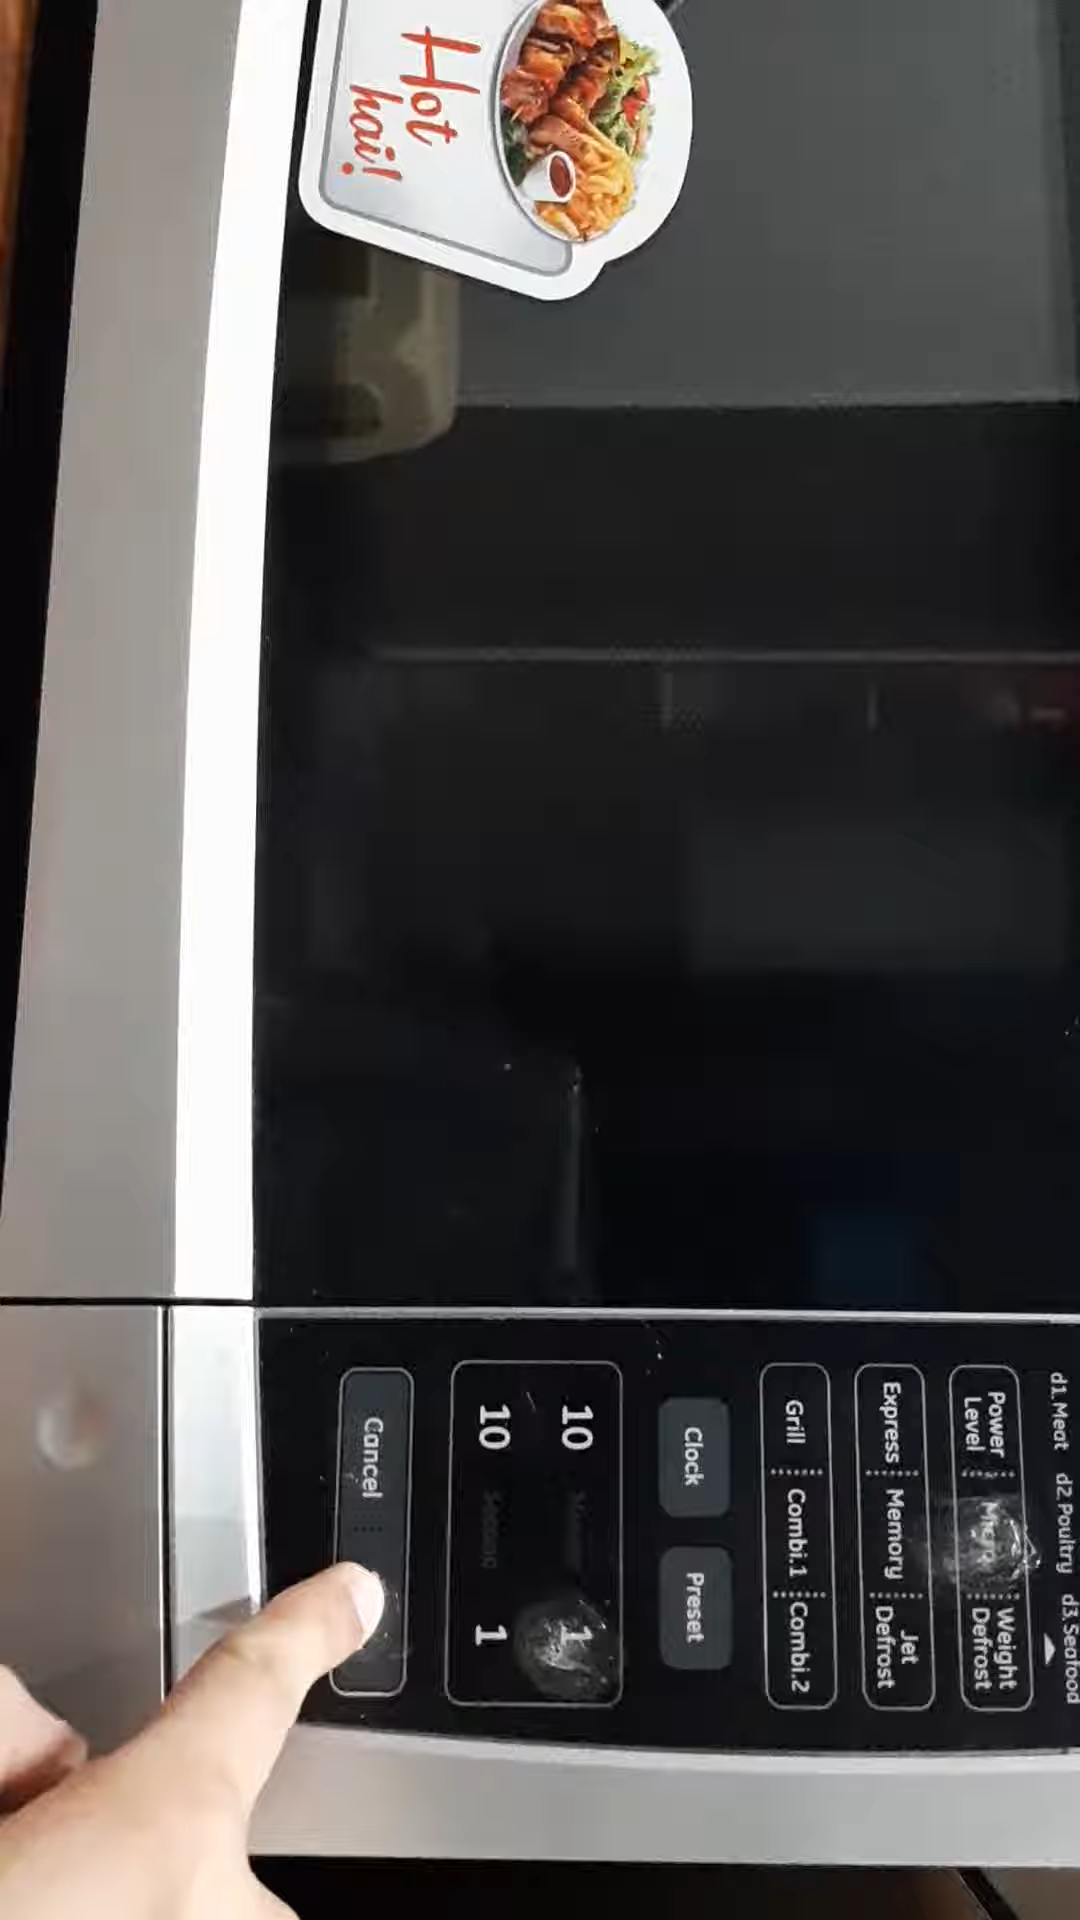 Hot
hai!
d1.Meat d2.Poultry d3.Seafood
Power
Level
Micro
Weight
Defrost
Express
Memory
Jet
Defrost
Grill
Combi.1
Combi.2
Clock
Preset
10
1
10
1
Cancel